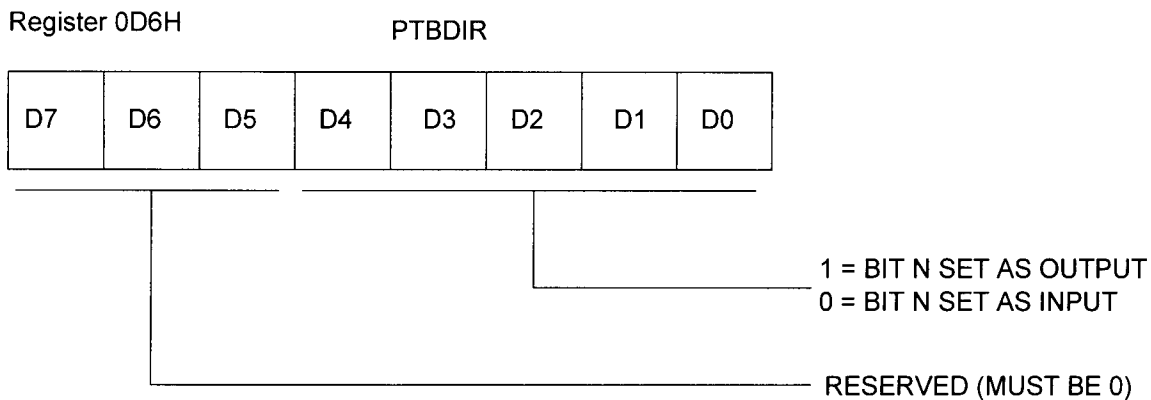 Register 0D6H
PTBDIR
D7 D6 D5 D4 D3 D2 D1 D0
1 = BIT N SET AS OUTPUT
0 = BIT N SET AS INPUT
RESERVED (MUST BE 0)